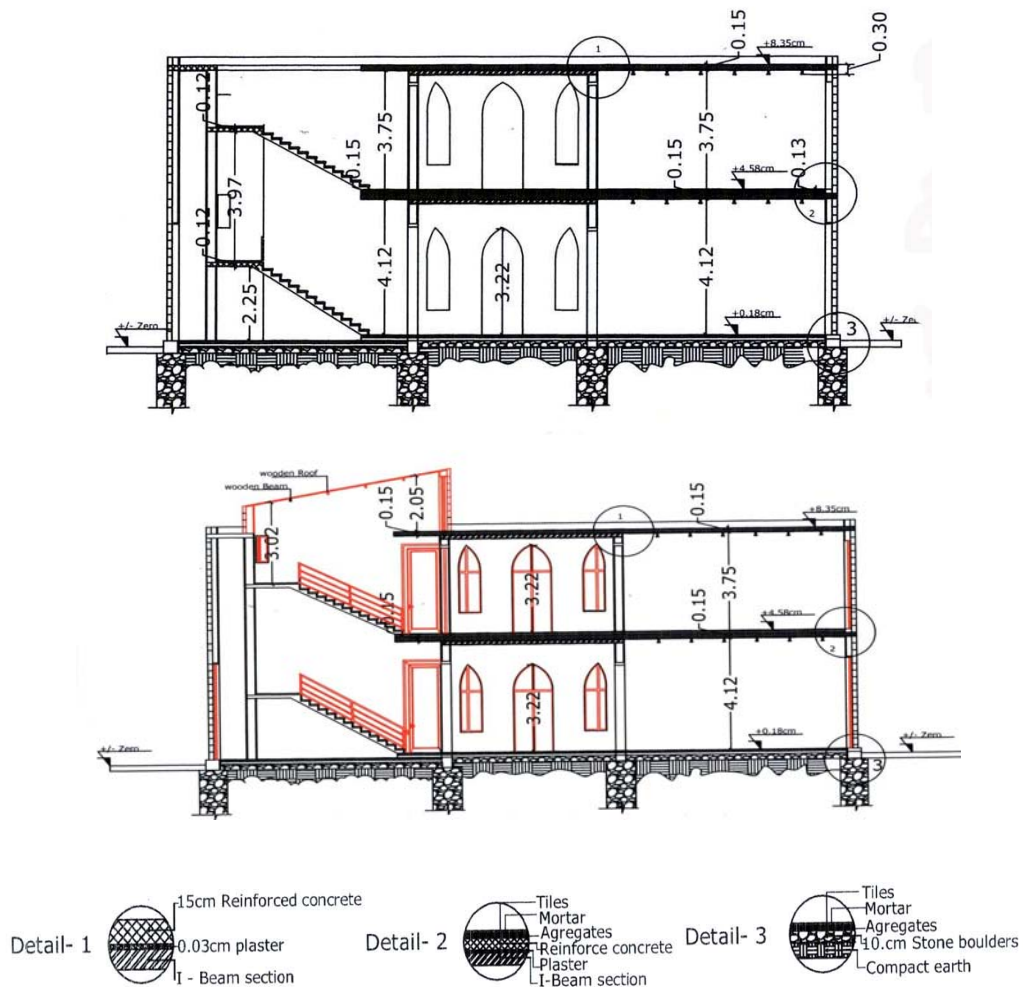 1
0.15
+8.35cm
0.30
0.12
3.75
3.75
0.15
0.15
+4.58cm
0.13
2
3.97
0.12
4.12
3.22
4.12
2.25
+0.18cm
+/- Zero
3
wooden Roof
wooden Beam
0.15
2.05
0.15
1
+8.35cm
3.02
3.22
3.75
0.15
0.15
+4.58cm
2
3.22
4.12
+/- Zero
+0.18cm
+/- Zero
3
Detail- 1
15cm Reinforced concrete
0.03cm plaster
I - Beam section
Detail- 2
Tiles
Mortar
Agregates
Reinforce concrete
Plaster
I-Beam section
Detail- 3
Tiles
Mortar
Agregates
10.cm Stone boulders
Compact earth